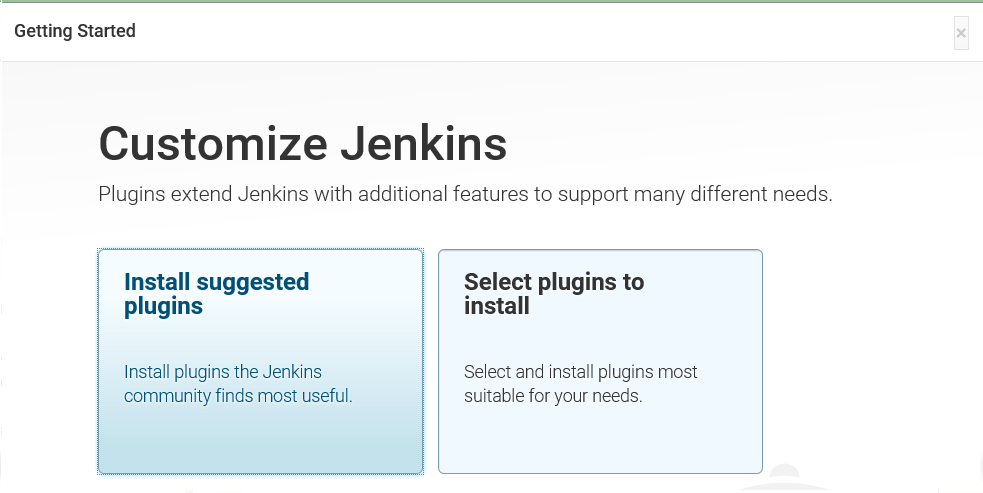 Getting Started
×
Customize Jenkins
Plugins extend Jenkins with additional features to support many different needs.
Install suggested
plugins
Install plugins the Jenkins
community finds most useful.
Select plugins to
install
Select and install plugins most
suitable for your needs.